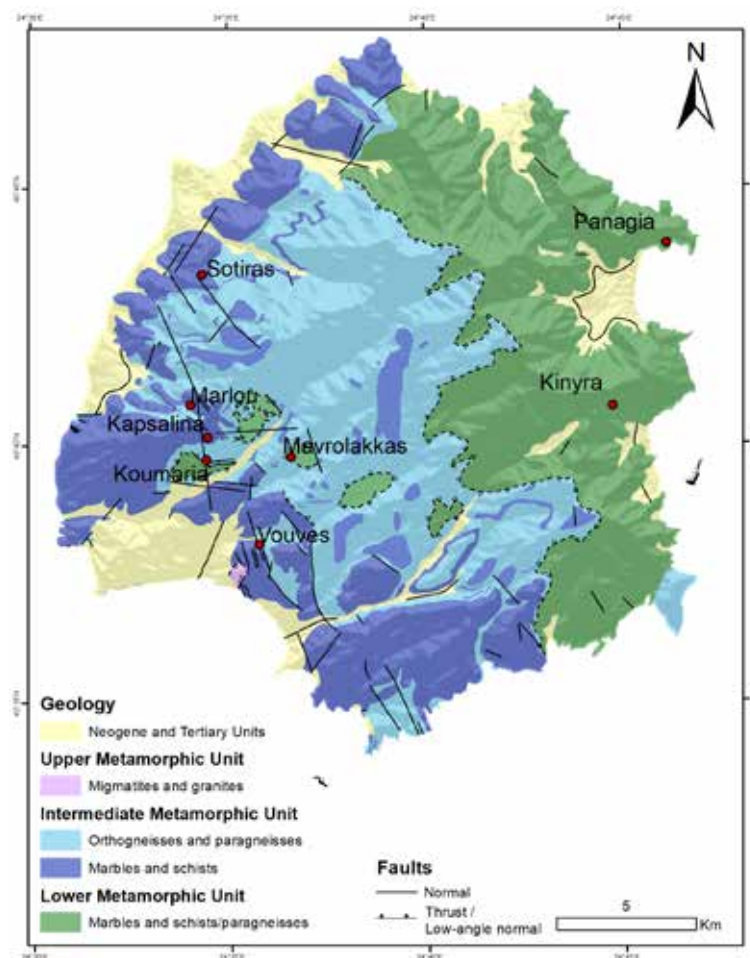 N
Panagia
Sotiras
Kinyra
Marlou
Kapsalina
Mevrolakkas
Koumaria
Vouves
Geology
Neogene and Tertiary Units
Upper Metamorphic Unit
Migmatites and granites
Intermediate Metamorphic Unit
Orthogneisses and paragneisses
Marbles and schists
Lower Metamorphic Unit
Marbles and schists/paragneisses
Faults
Normal
Thrust /
Low-angle normal
5
Km